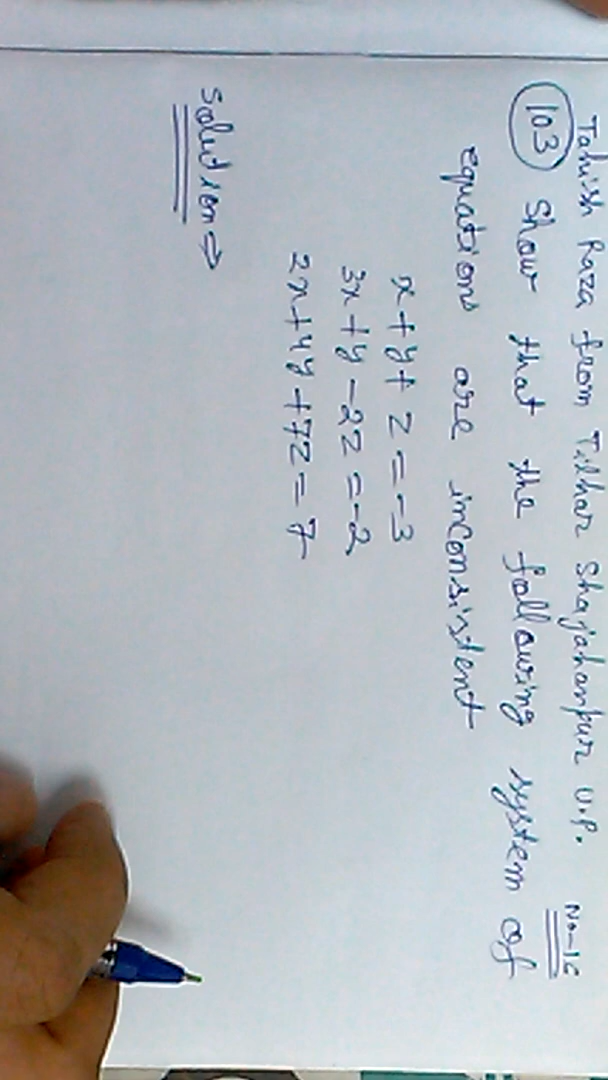 Tahish Raza from Tilhar Shajahanpur U.P.
No-16
103 Show that the following system of
equations are inconsistent
x+y+z=-3
3x+y-2z=-2
2x+4y+7z=7
Solution⇒